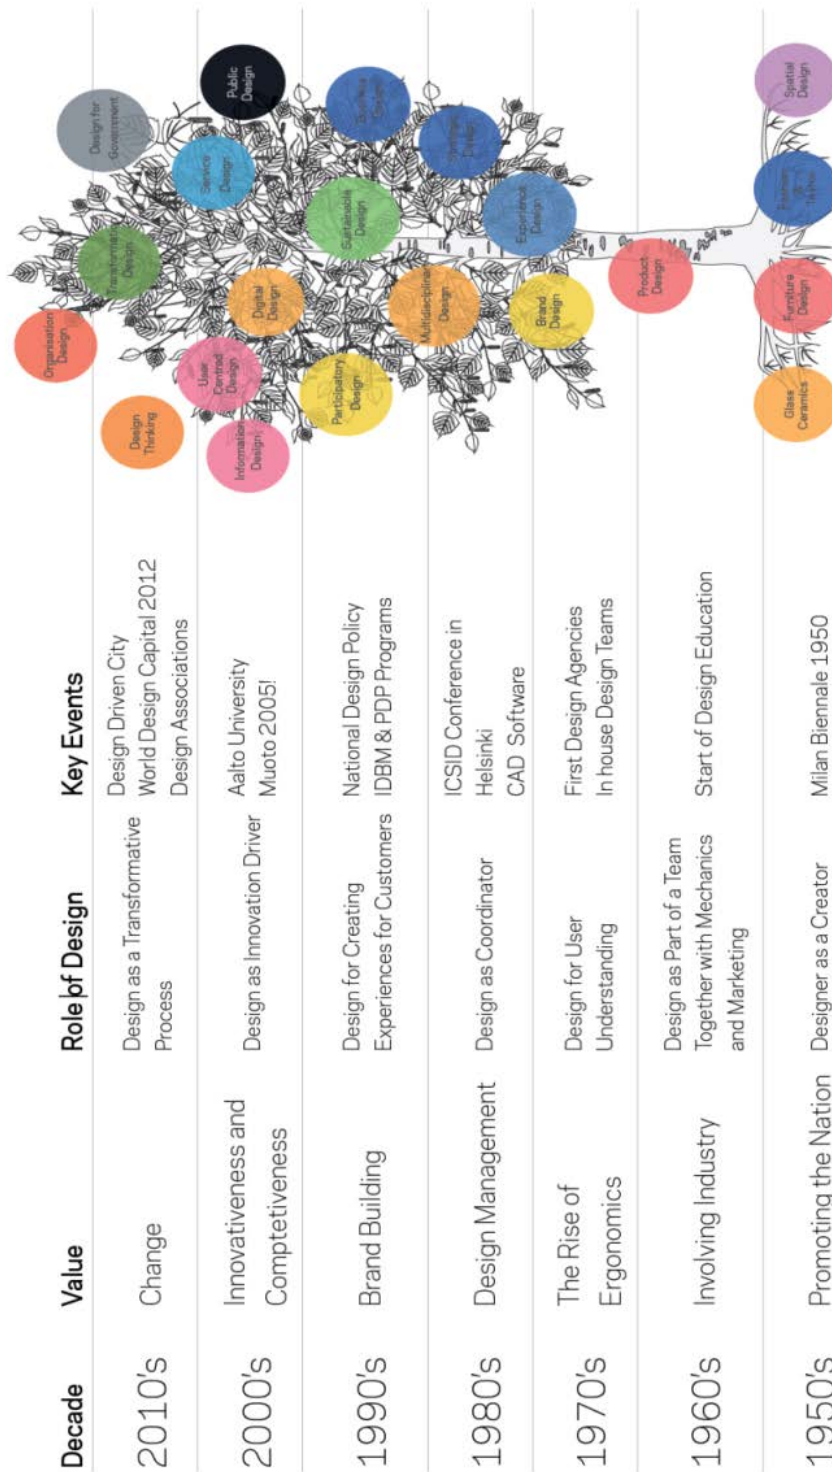 Decade
Value
Role|of Design
Key Events
2010's
Change
Design as a Transformative
Process
Design Driven City
World Design Capital 2012
Design Associations
Organisation
Design
Design
Thinking
Design
Design for
Government
2000's
Innovativeness and
Comptetiveness
Design as Innovation Driver
Aalto University
Muoto 2005!
Information
Design
User
Centred
Design
Digital
Design
Service
Design
Public
Design
1990's
Brand Building
Design for Creating
Experiences for Customers
National Design Policy
IDBM & PDP Programs
Participatory
Design
Sustainable
Design
Design
1980's
Design Management
Design as Coordinator
ICSID Conference in
Helsinki
CAD Software
Multidisciplinar
Design
Design
1970's
The Rise of
Ergonomics
Design for User
Understanding
First Design Agencies
In house Design Teams
Brand
Design
Experience
Design
1960's
Involving Industry
Design as Part of a Team
Together with Mechanics
and Marketing
Start of Design Education
Product
Design
1950's
Promoting the Nation
Designer as a Creator
Milan Biennale 1950
Glass
Ceramics
Furniture
Design
Spatial
Design